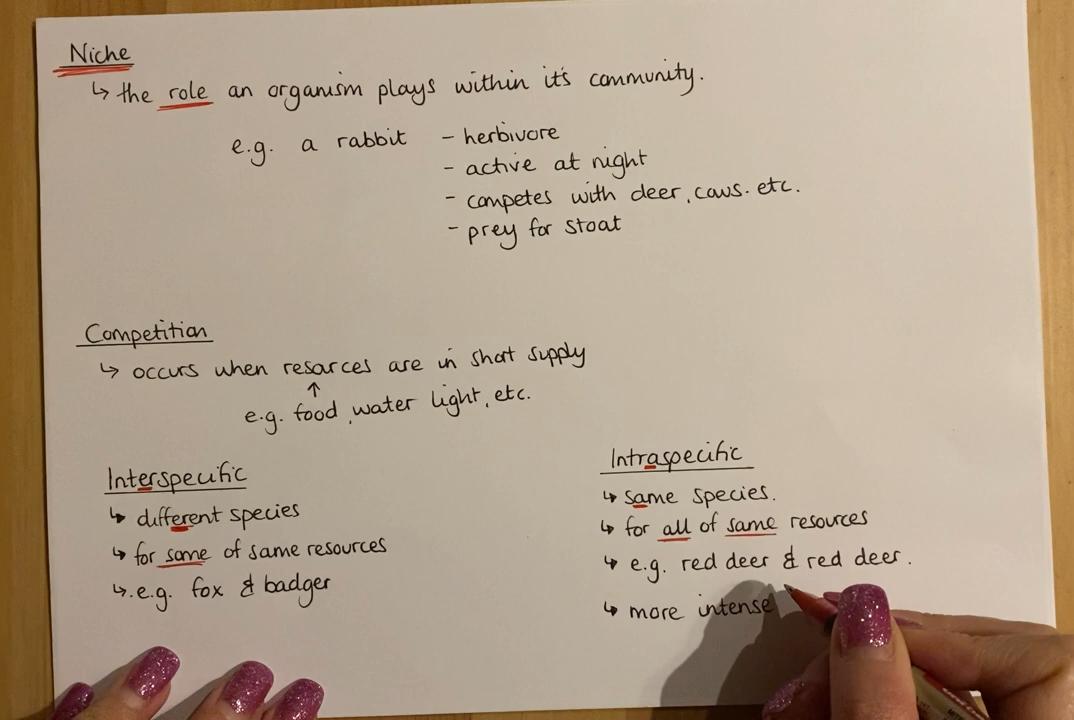 Niche
↳ the role an organism plays within it's community.
e.g. a rabbit - herbivore
- active at night
- competes with deer, cows. etc.
- prey for stoat
Competition
↳ occurs when resources are in short supply
↑
e.g. food, water light, etc.
Interspecific
↳ different species
↳ for some of same resources
↳ e.g. fox & badger
Intraspecific
↳ same species.
↳ for all of same resources
↳ e.g. red deer & red deer.
↳ more intense